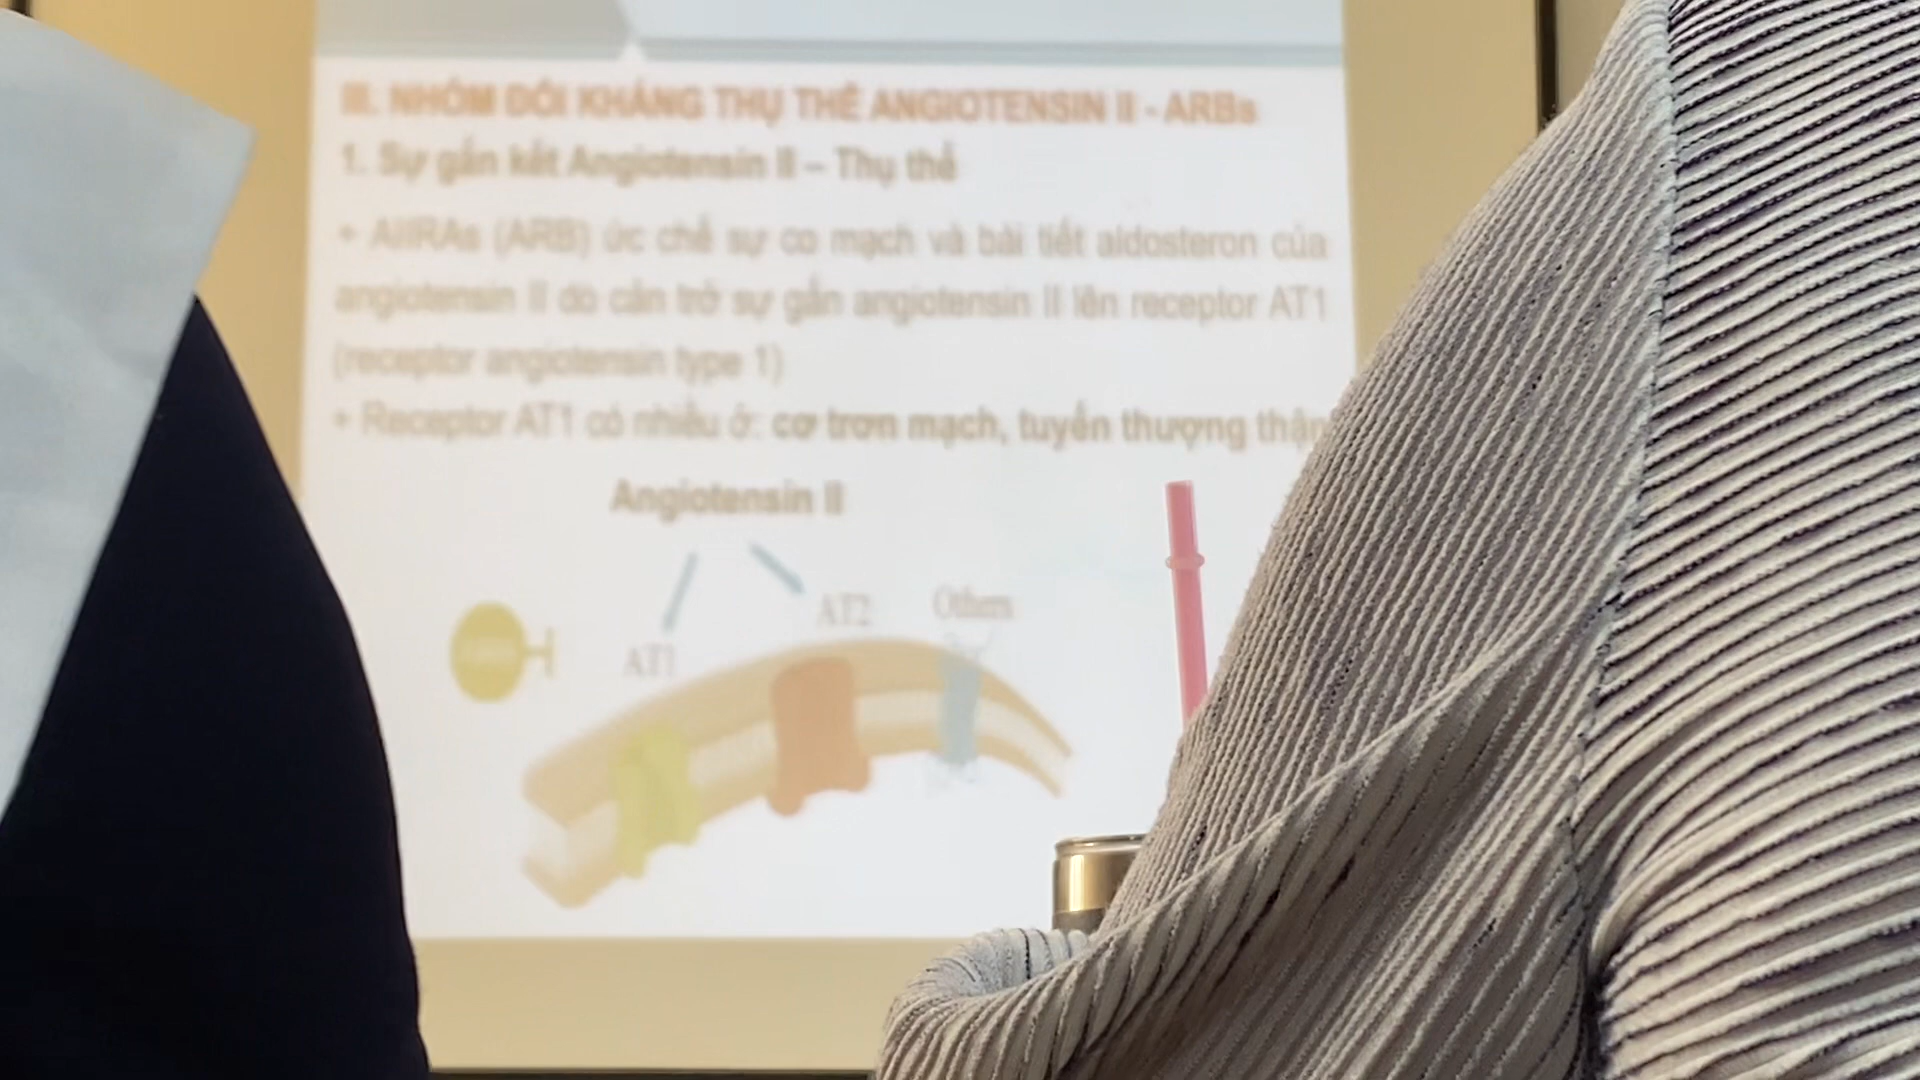 III. NHÓM ĐỐI KHÁNG THỤ THỂ ANGIOTENSIN II - ARBs
1. Sự gắn kết Angiotensin II – Thụ thể
+ AIIRAs (ARB) ức chế sự co mạch và bài tiết aldosteron của
angiotensin II do cản trở sự gắn angiotensin II lên receptor AT1
(receptor angiotensin type 1)
+ Receptor AT1 có nhiều ở: cơ trơn mạch, tuyến thượng thận
Angiotensin II
AT2
AT1